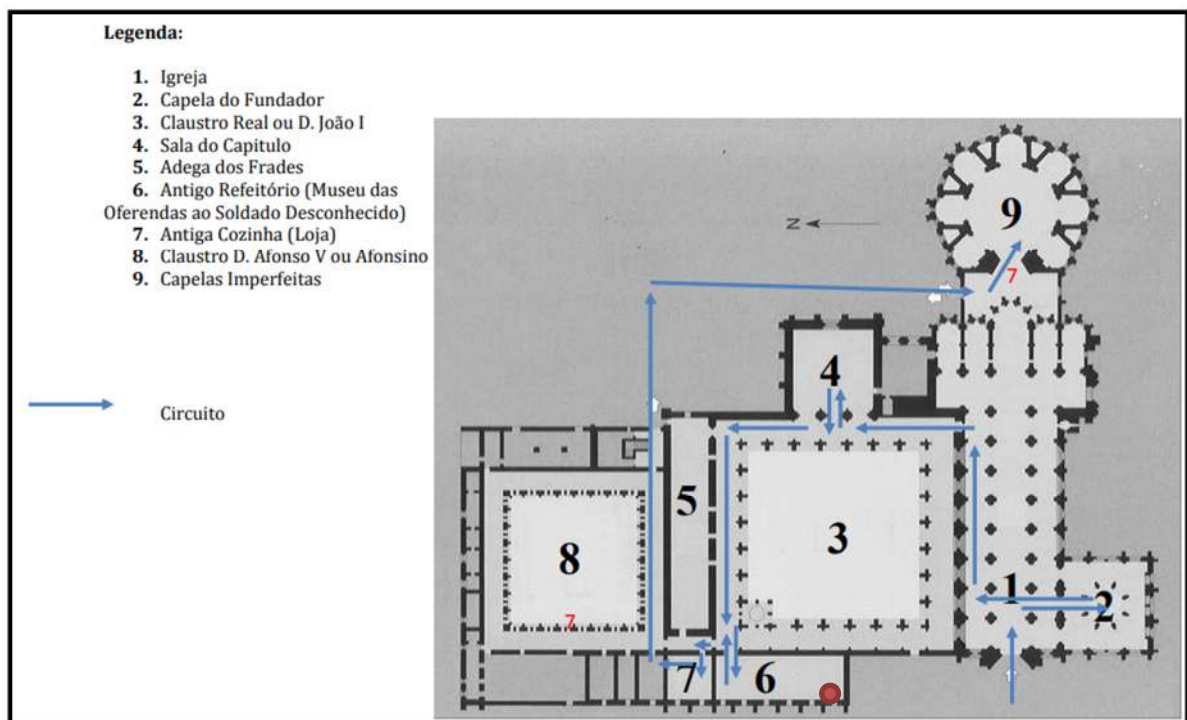 Legenda:
1. Igreja
2. Capela do Fundador
3. Claustro Real ou D. João I
4. Sala do Capitulo
5. Adega dos Frades
6. Antigo Refeitório (Museu das
Oferendas ao Soldado Desconhecido)
7. Antiga Cozinha (Loja)
8. Claustro D. Afonso V ou Afonsino
9. Capelas Imperfeitas
Circuito
9
N
7
4
5
3
8
7
1
2
7
6